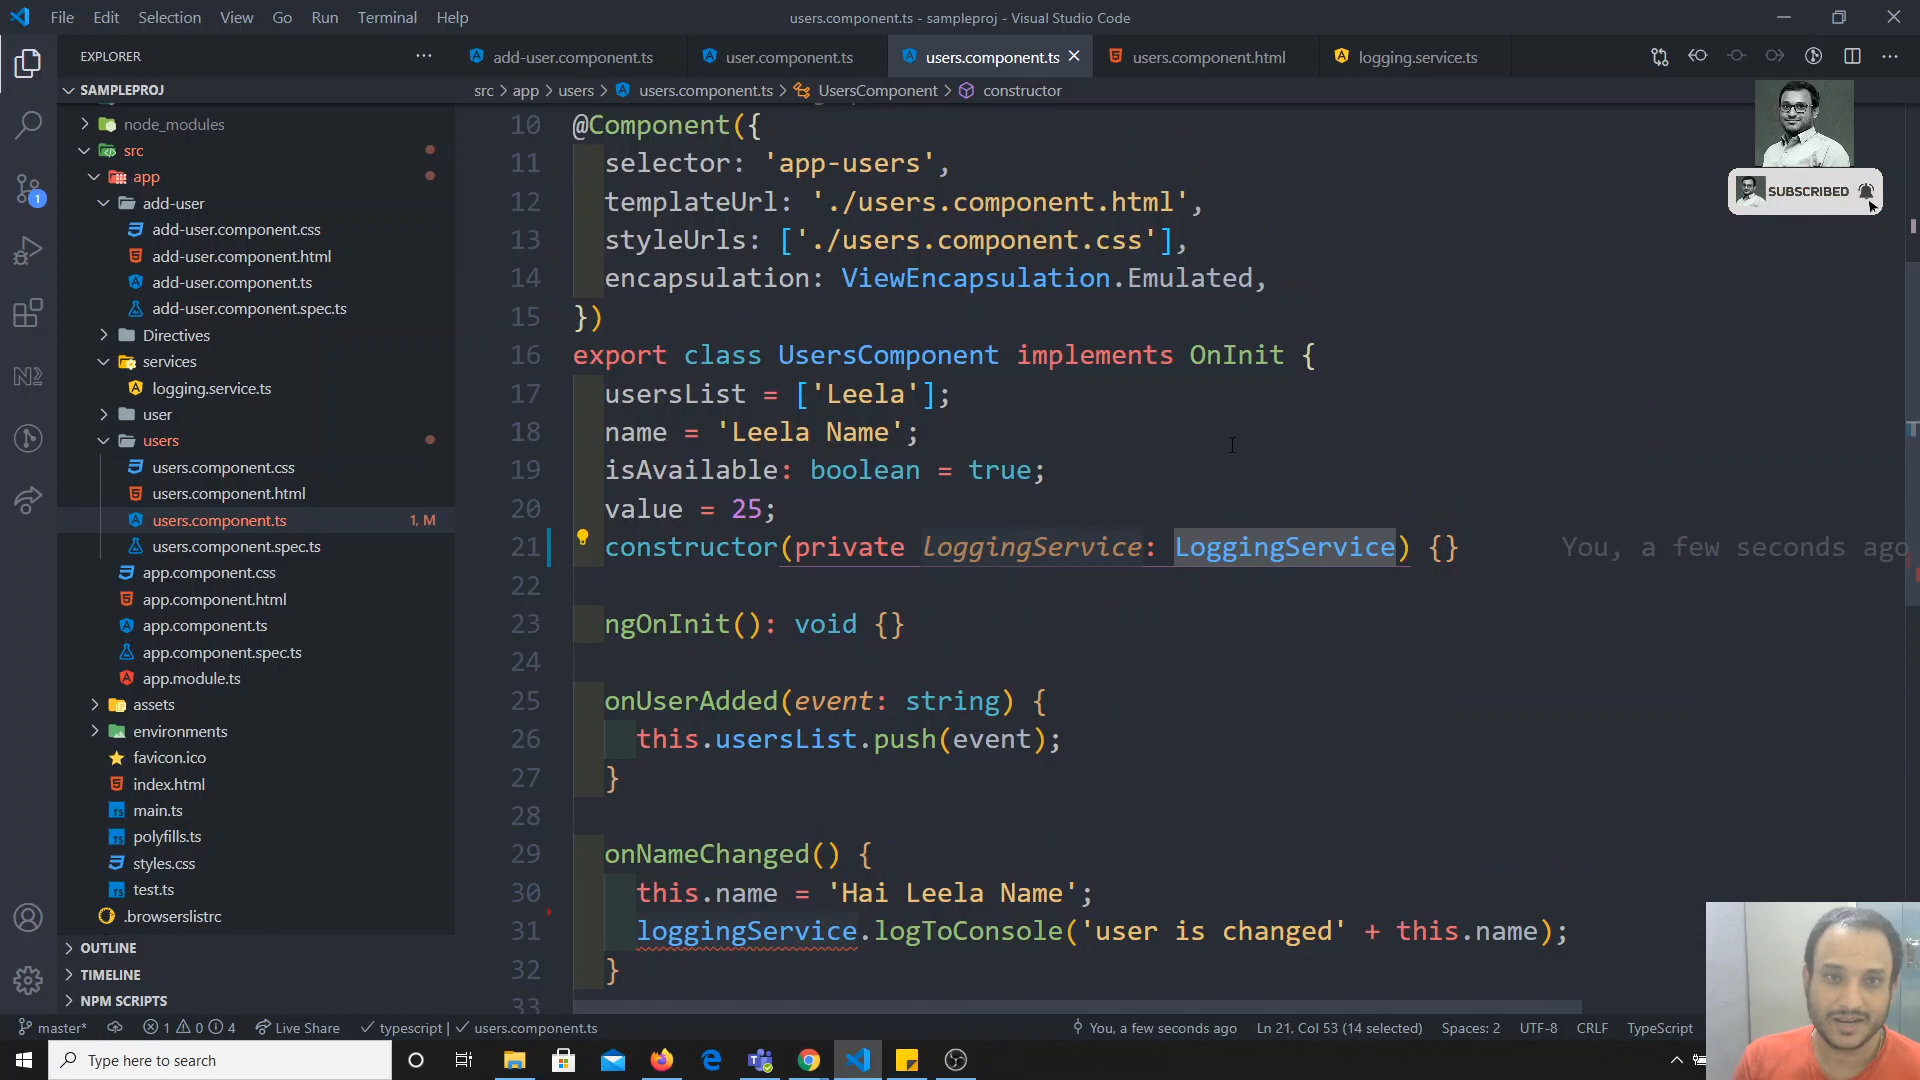 File Edit Selection View Go Run Terminal Help
users.component.ts - sampleproj - Visual Studio Code
EXPLORER
add-user.component.ts
user.component.ts
users.component.ts
users.component.html
logging.service.ts
SAMPLEPROJ
src > app > users > users.component.ts > UsersComponent > constructor
node_modules
src
app
add-user
add-user.component.css
add-user.component.html
add-user.component.ts
add-user.component.spec.ts
Directives
services
logging.service.ts
user
users
users.component.css
users.component.html
users.component.ts 1, M
users.component.spec.ts
app.component.css
app.component.html
app.component.ts
app.component.spec.ts
app.module.ts
assets
environments
favicon.ico
index.html
main.ts
polyfills.ts
styles.css
test.ts
.browserslistrc
OUTLINE
TIMELINE
NPM SCRIPTS
10 @Component({
11 selector: 'app-users',
12 templateUrl: './users.component.html',
13 styleUrls: ['./users.component.css'],
14 encapsulation: ViewEncapsulation.Emulated,
15 })
16 export class UsersComponent implements OnInit {
17 usersList = ['Leela'];
18 name = 'Leela Name';
19 isAvailable: boolean = true;
20 value = 25;
21 constructor(private loggingService: LoggingService) {} You, a few seconds ago
22
23 ngOnInit(): void {}
24
25 onUserAdded(event: string) {
26 this.usersList.push(event);
27 }
28
29 onNameChanged() {
30 this.name = 'Hai Leela Name';
31 loggingService.logToConsole('user is changed' + this.name);
32 }
33
SUBSCRIBED
1
master* 1 0 4 Live Share typescript | users.component.ts
You, a few seconds ago Ln 21, Col 53 (14 selected) Spaces: 2 UTF-8 CRLF TypeScript
Type here to search